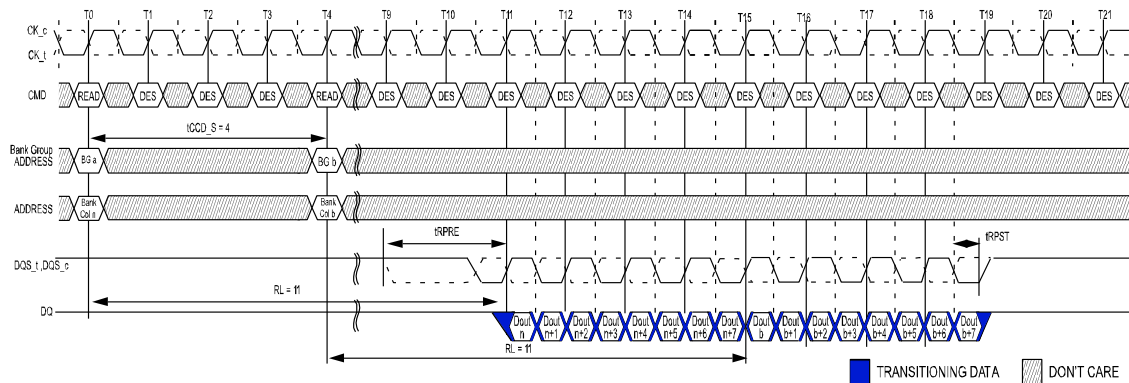 T0 T1 T2 T3 T4 T9 T10 T11 T12 T13 T14 T15 T16 T17 T18 T19 T20 T21
CK_c
CK_t
CMD READ DES DES DES READ DES DES DES DES DES DES DES DES DES DES DES DES DES
tCCD_S = 4
Bank Group
ADDRESS BG a BG b
ADDRESS Bank Col n Bank Col b
tRPRE tRPST
DQS_t ,DQS_c
RL = 11
DQ Dout n Dout n+1 Dout n+2 Dout n+3 Dout n+4 Dout n+5 Dout n+6 Dout n+7 Dout b Dout b+1 Dout b+2 Dout b+3 Dout b+4 Dout b+5 Dout b+6 Dout b+7
RL = 11
TRANSITIONING DATA DON'T CARE